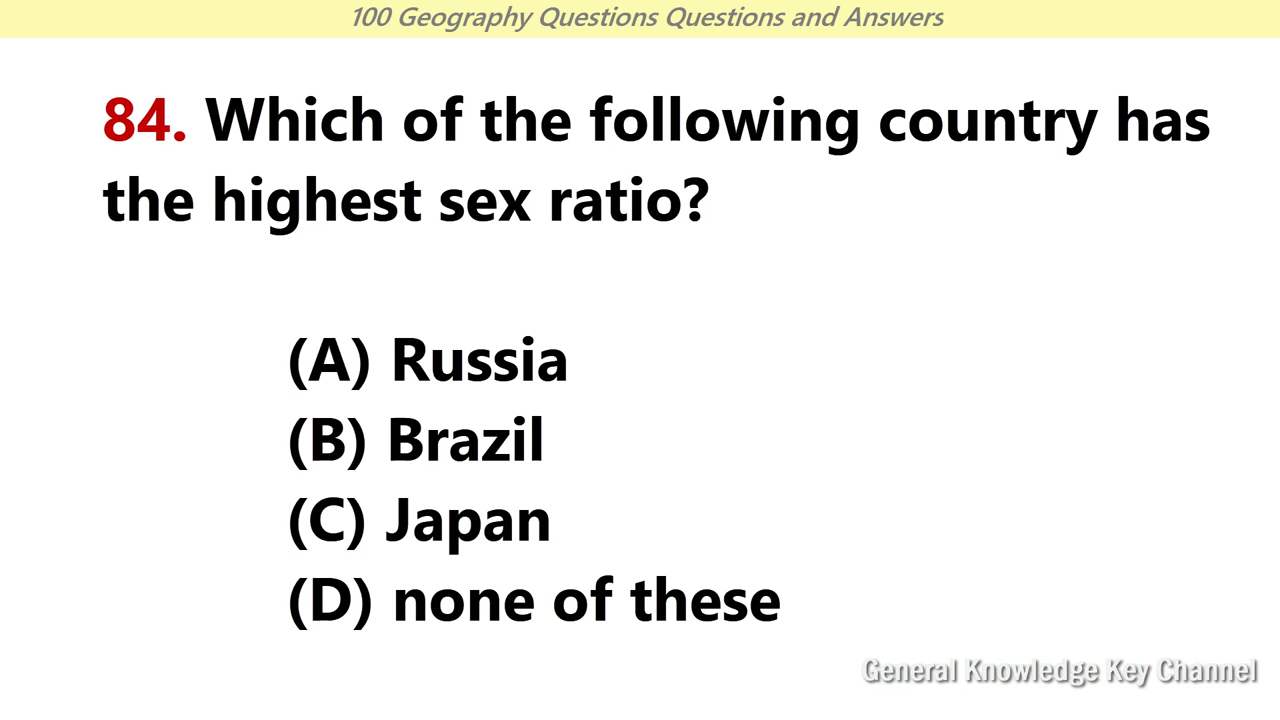 100 Geography Questions Questions and Answers
84. Which of the following country has
the highest sex ratio?
(A) Russia
(B) Brazil
(C) Japan
(D) none of these
General Knowledge Key Channel